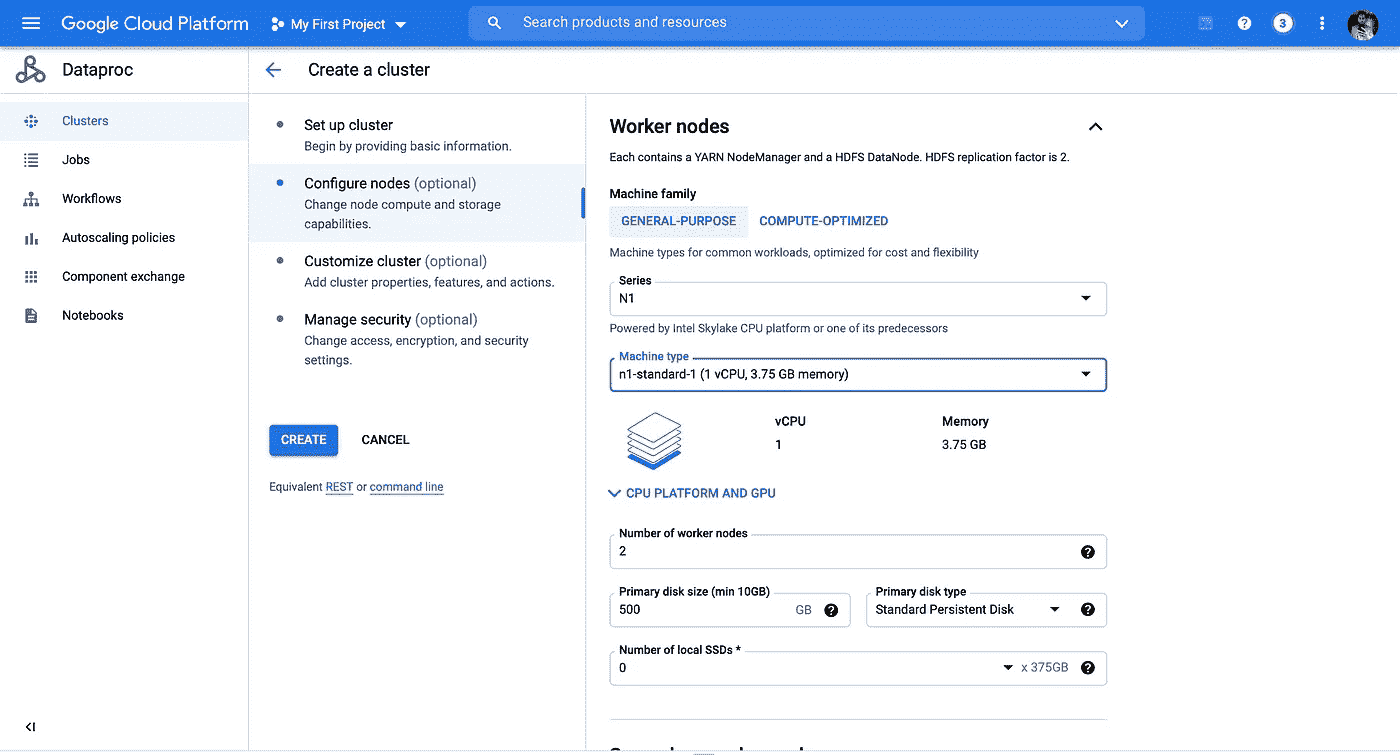 Google Cloud Platform
My First Project
Search products and resources
3
Dataproc
Create a cluster
Clusters
Jobs
Workflows
Autoscaling policies
Component exchange
Notebooks
Set up cluster
Begin by providing basic information.
Configure nodes (optional)
Change node compute and storage
capabilities.
Customize cluster (optional)
Add cluster properties, features, and actions.
Manage security (optional)
Change access, encryption, and security
settings.
CREATE CANCEL
Equivalent REST or command line
Worker nodes
Each contains a YARN NodeManager and a HDFS DataNode. HDFS replication factor is 2.
Machine family
GENERAL-PURPOSE COMPUTE-OPTIMIZED
Machine types for common workloads, optimized for cost and flexibility
Series
N1
Powered by Intel Skylake CPU platform or one of its predecessors
Machine type
n1-standard-1 (1 vCPU, 3.75 GB memory)
vCPU Memory
1 3.75 GB
CPU PLATFORM AND GPU
Number of worker nodes
2
Primary disk size (min 10GB) Primary disk type
500 GB Standard Persistent Disk
Number of local SSDs *
0 x 375GB